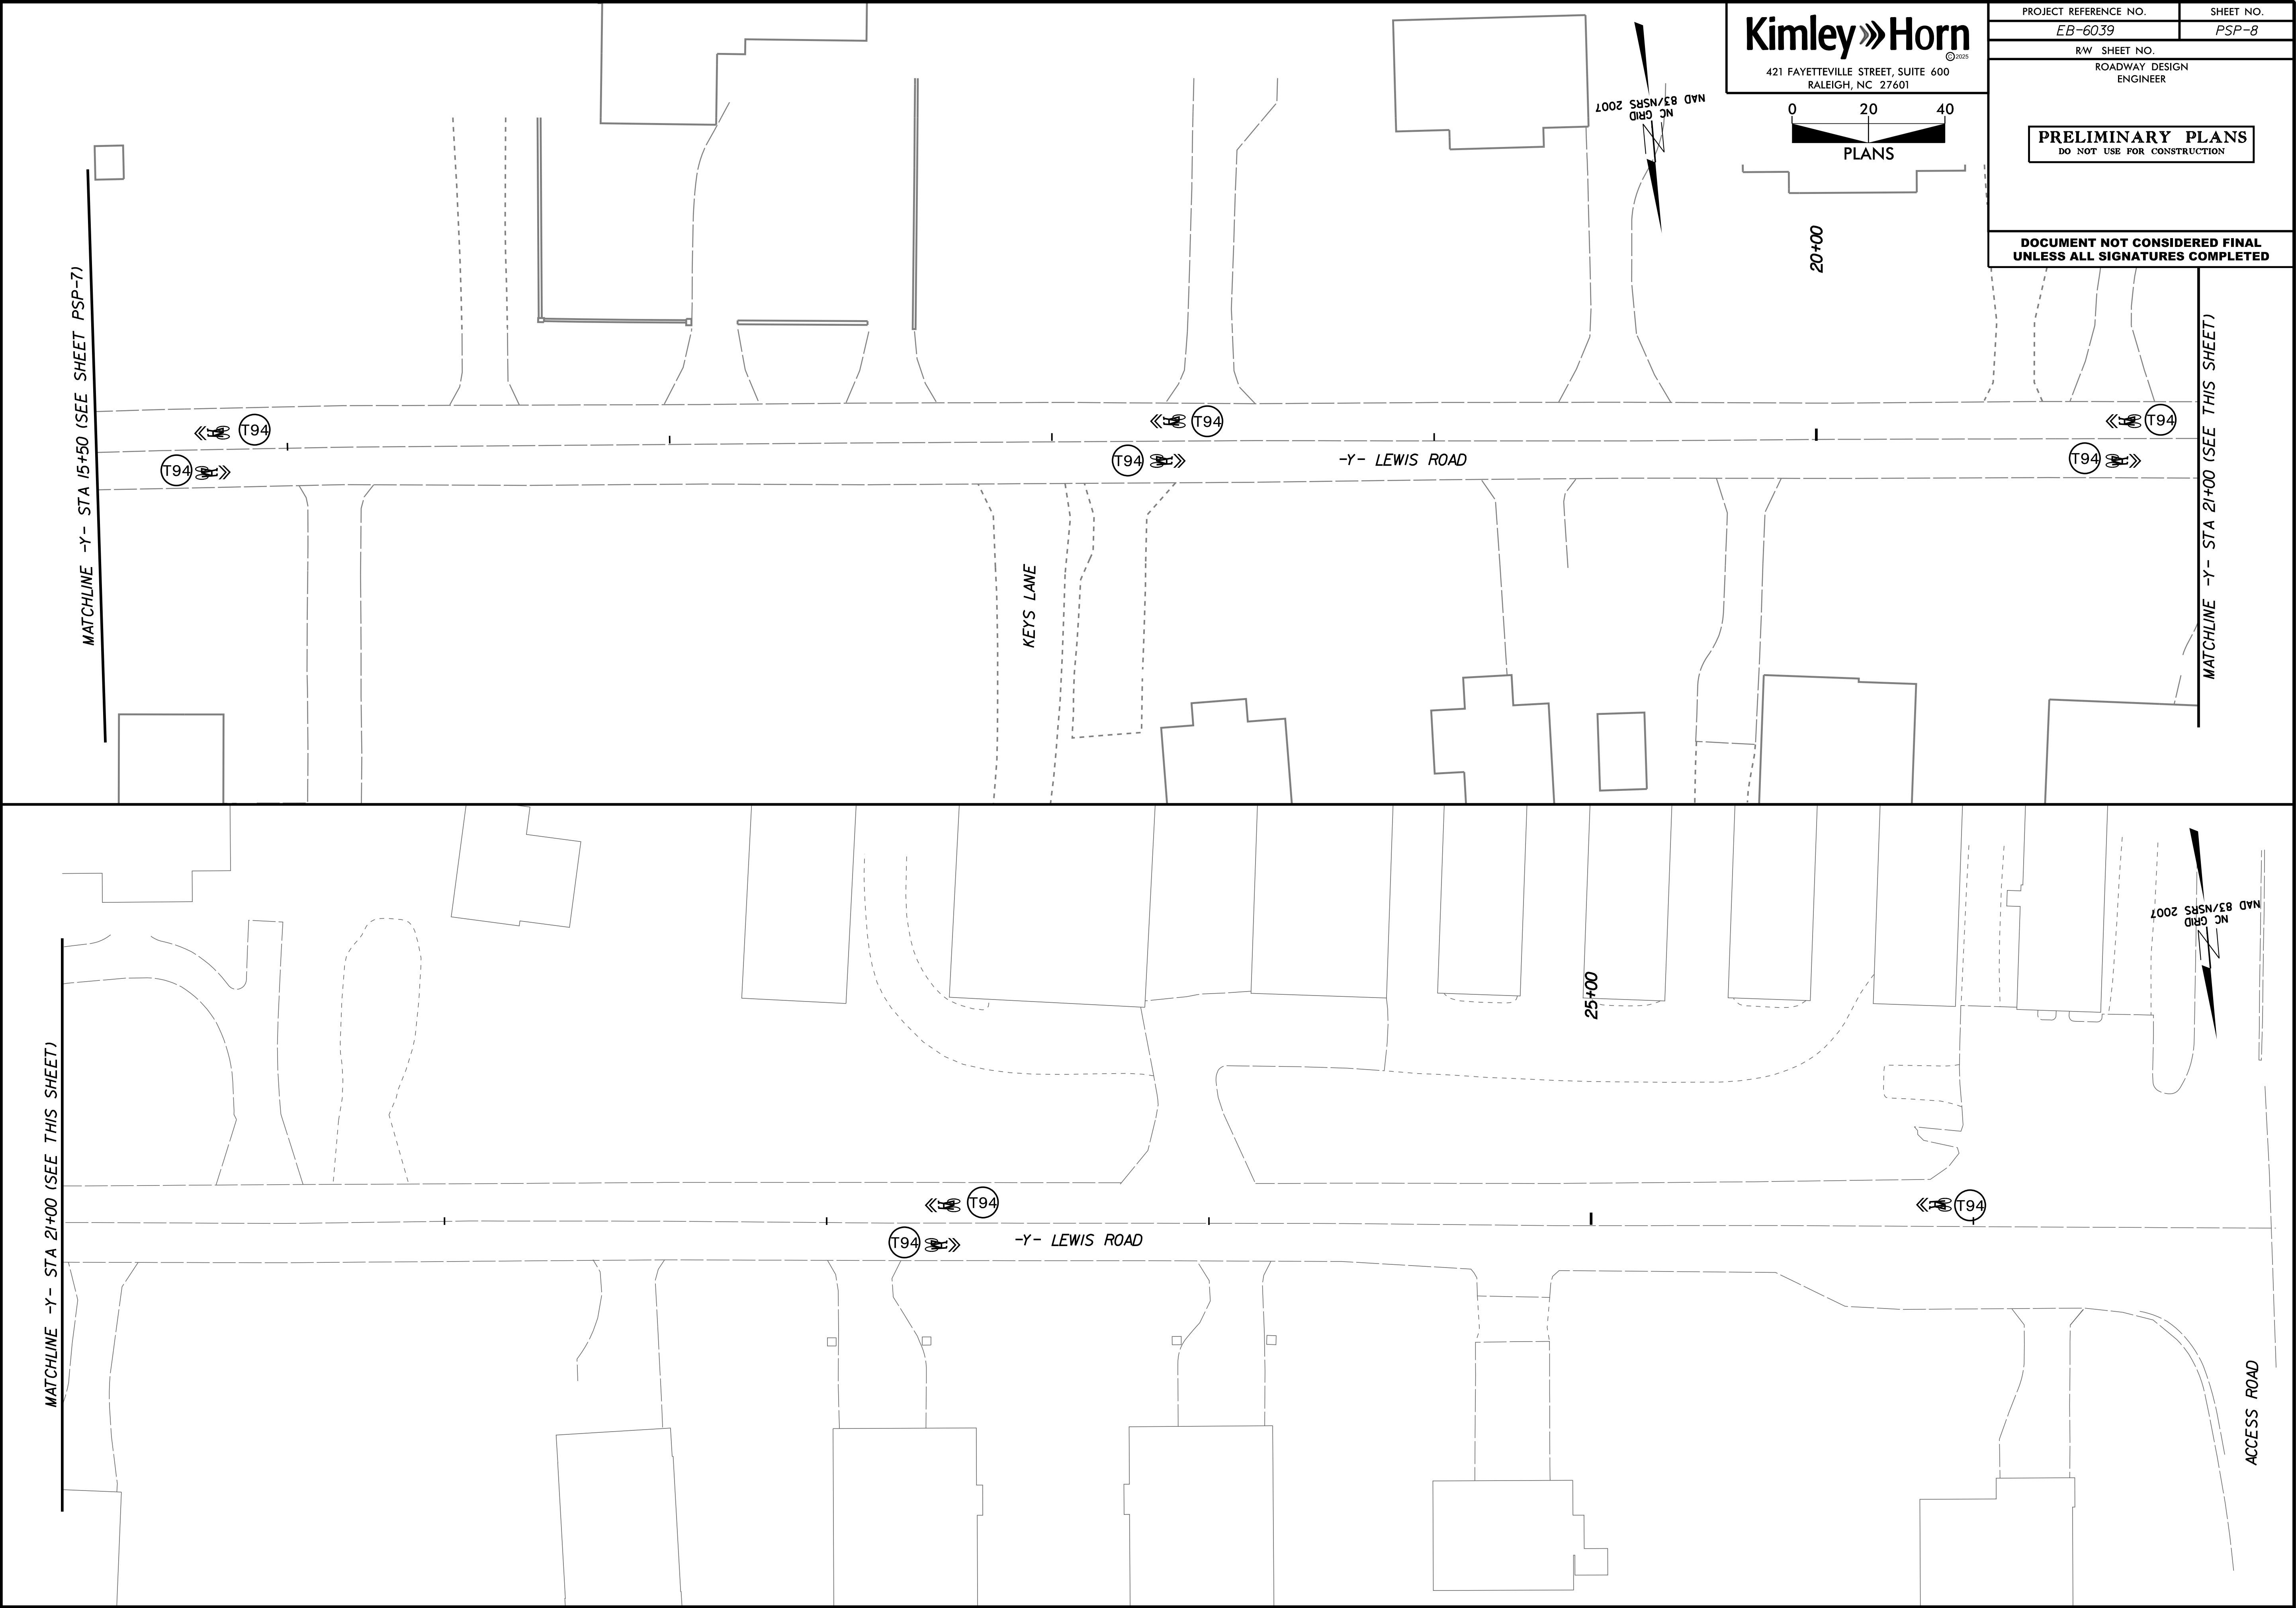 Kimley»Horn
©2025
421 FAYETTEVILLE STREET, SUITE 600
RALEIGH, NC 27601
PROJECT REFERENCE NO.
SHEET NO.
EB-6039
PSP-8
R/W SHEET NO.
ROADWAY DESIGN
ENGINEER
PRELIMINARY PLANS
DO NOT USE FOR CONSTRUCTION
DOCUMENT NOT CONSIDERED FINAL
UNLESS ALL SIGNATURES COMPLETED
0 20 40
PLANS
NC GRID
NAD 83/NSRS 2007
20+00
MATCHLINE -Y- STA 15+50 (SEE SHEET PSP-7)
T94
T94
T94
T94
T94
T94
-Y- LEWIS ROAD
KEYS LANE
MATCHLINE -Y- STA 21+00 (SEE THIS SHEET)
NC GRID
NAD 83/NSRS 2007
25+00
MATCHLINE -Y- STA 21+00 (SEE THIS SHEET)
T94
T94
T94
-Y- LEWIS ROAD
ACCESS ROAD